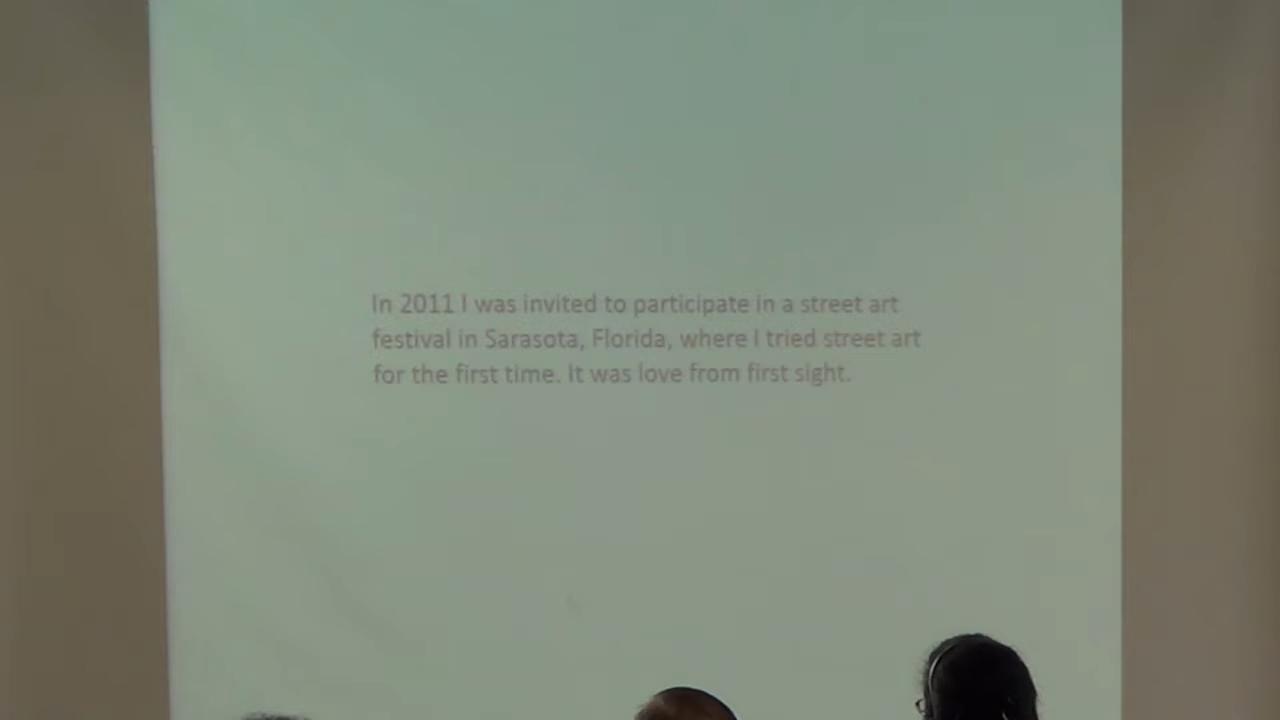 In 2011 I was invited to participate in a street art
festival in Sarasota, Florida, where I tried street art
for the first time. It was love from first sight.